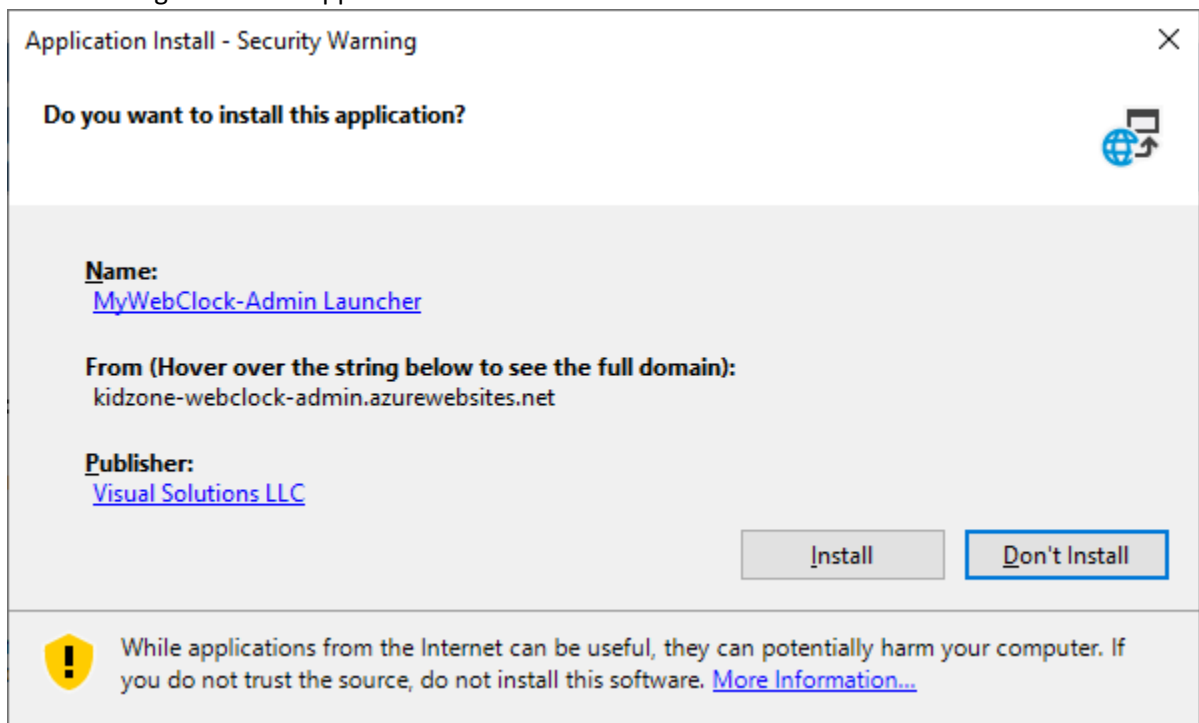 Application Install - Security Warning
Do you want to install this application?
Name:
MyWebClock-Admin Launcher
From (Hover over the string below to see the full domain):
kidzone-webclock-admin.azurewebsites.net
Publisher:
Visual Solutions LLC
Install
Don't Install
While applications from the Internet can be useful, they can potentially harm your computer. If
you do not trust the source, do not install this software. More Information...